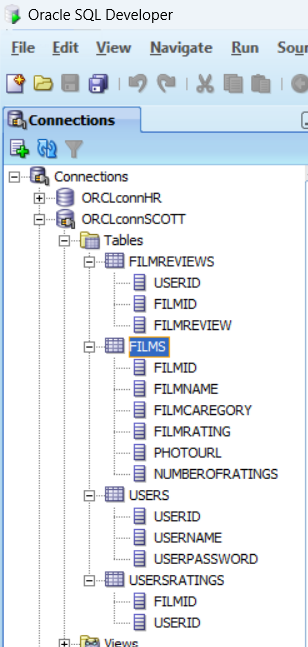 Oracle SQL Developer
File Edit View Navigate Run
Connections
Connections
ORCLconnHR
ORCLconnSCOTT
Tables
FILMREVIEWS
USERID
FILMID
FILMREVIEW
FILMS
FILMID
FILMNAME
FILMCAREGORY
FILMRATING
PHOTOURL
NUMBEROFRATINGS
USERS
USERID
USERNAME
USERPASSWORD
USERSRATINGS
FILMID
USERID
Views